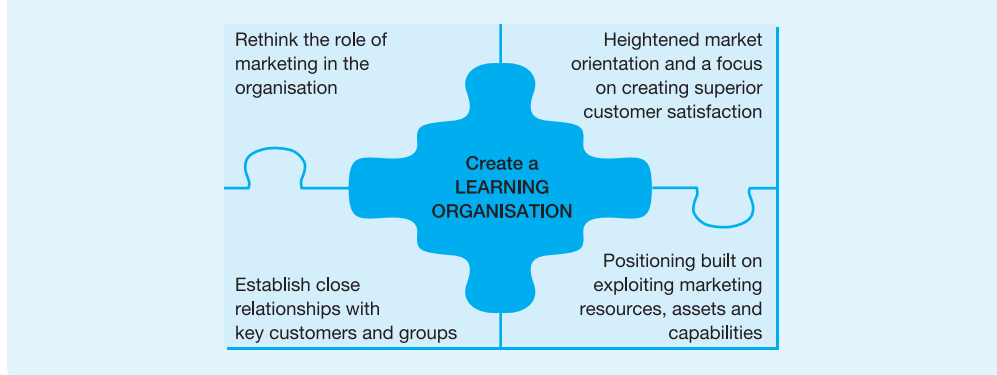 Rethink the role of
marketing in the
organisation
Heightened market
orientation and a focus
on creating superior
customer satisfaction
Create a
LEARNING
ORGANISATION
Establish close
relationships with
key customers and groups
Positioning built on
exploiting marketing
resources, assets and
capabilities